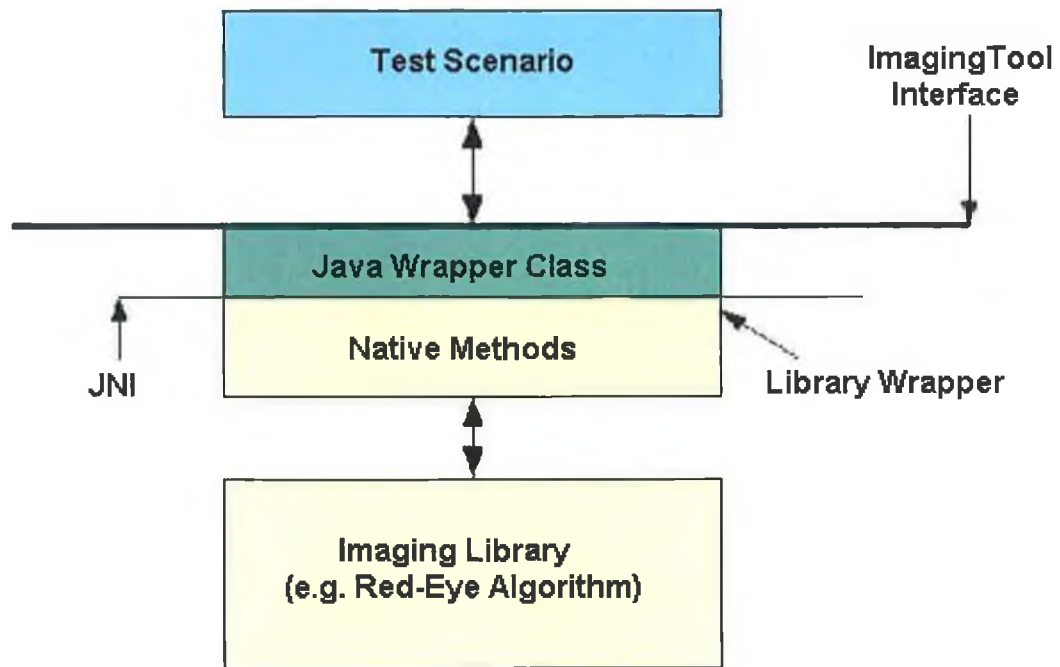 Test Scenario
ImagingTool
Interface
Java Wrapper Class
Native Methods
JNI
Library Wrapper
Imaging Library
(e.g. Red-Eye Algorithm)